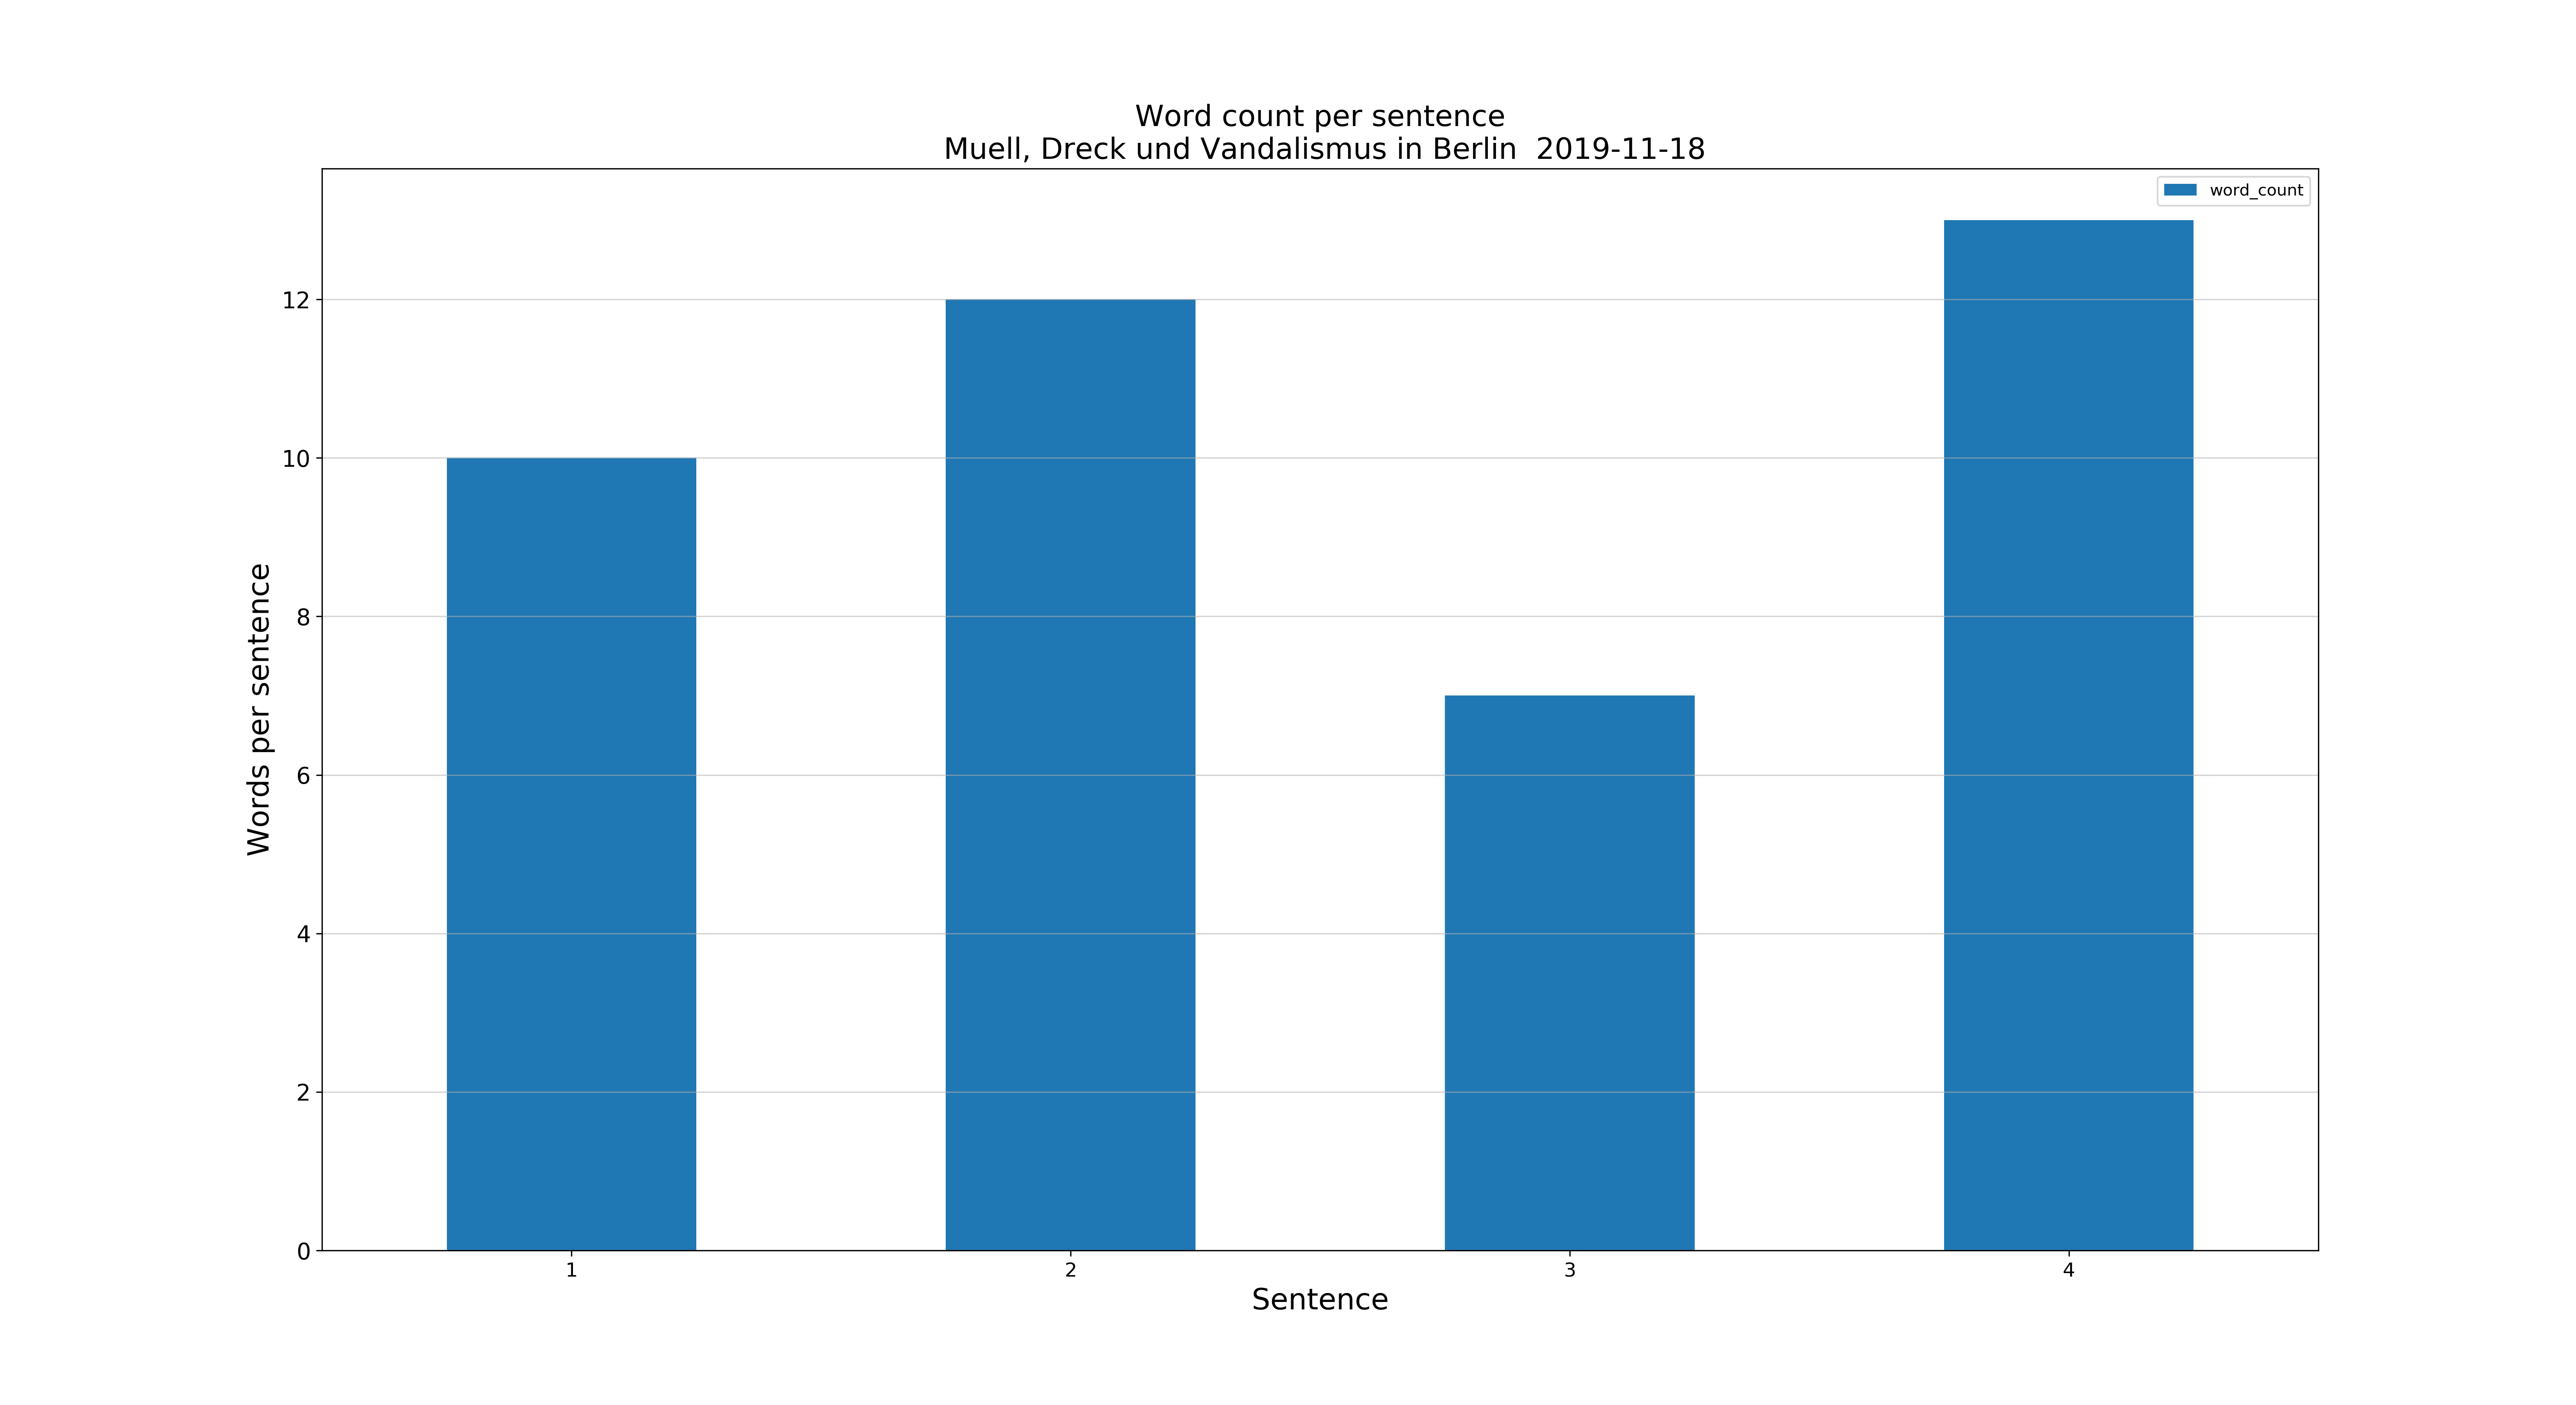 Word count per sentence
Muell, Dreck und Vandalismus in Berlin  2019-11-18
word_count
12
10
8
6
4
2
0
Words per sentence
1 2 3 4
Sentence